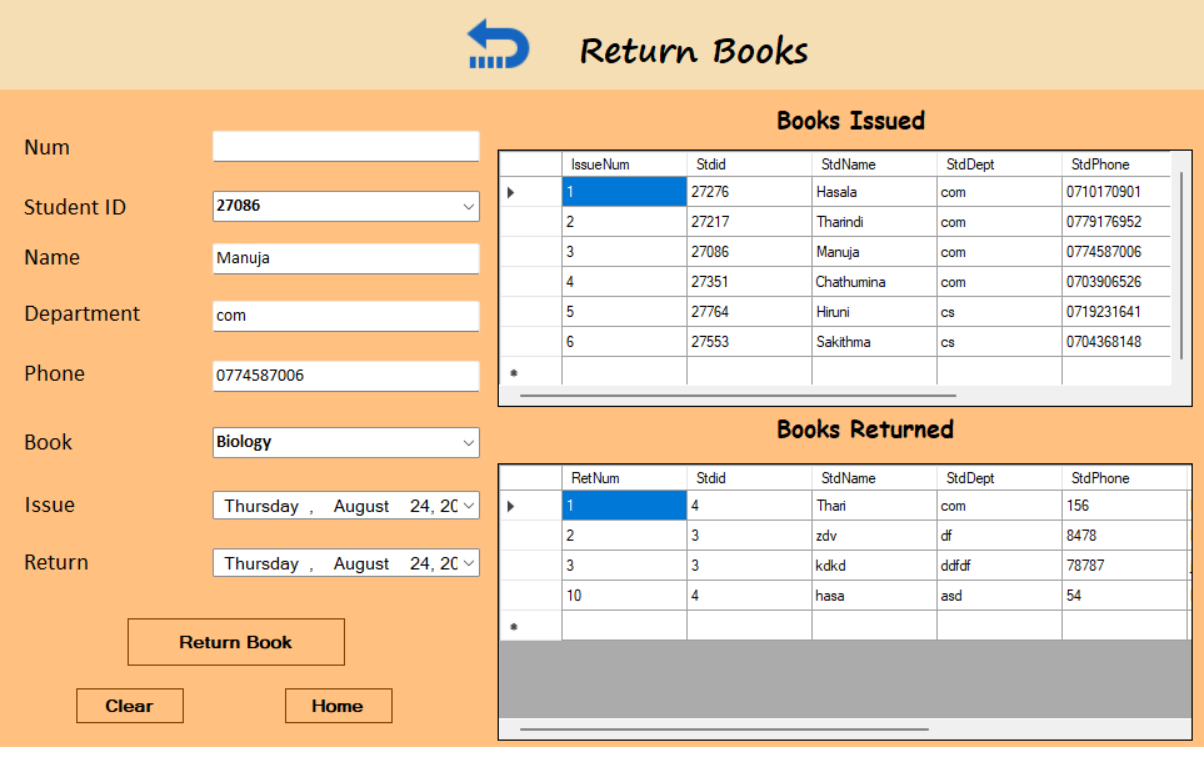 Return Books
Num
Student ID 27086
Name Manuja
Department com
Phone 0774587006
Book Biology
Issue Thursday , August 24, 20
Return Thursday , August 24, 20
Return Book
Clear Home
Books Issued
IssueNum Stdid StdName StdDept StdPhone
1 27276 Hasala com 0710170901
2 27217 Tharindi com 0779176952
3 27086 Manuja com 0774587006
4 27351 Chathumina com 0703906526
5 27764 Hiruni cs 0719231641
6 27553 Sakithma cs 0704368148
Books Returned
RetNum Stdid StdName StdDept StdPhone
1 4 Thari com 156
2 3 zdv df 8478
3 3 kdkd ddfdf 78787
10 4 hasa asd 54